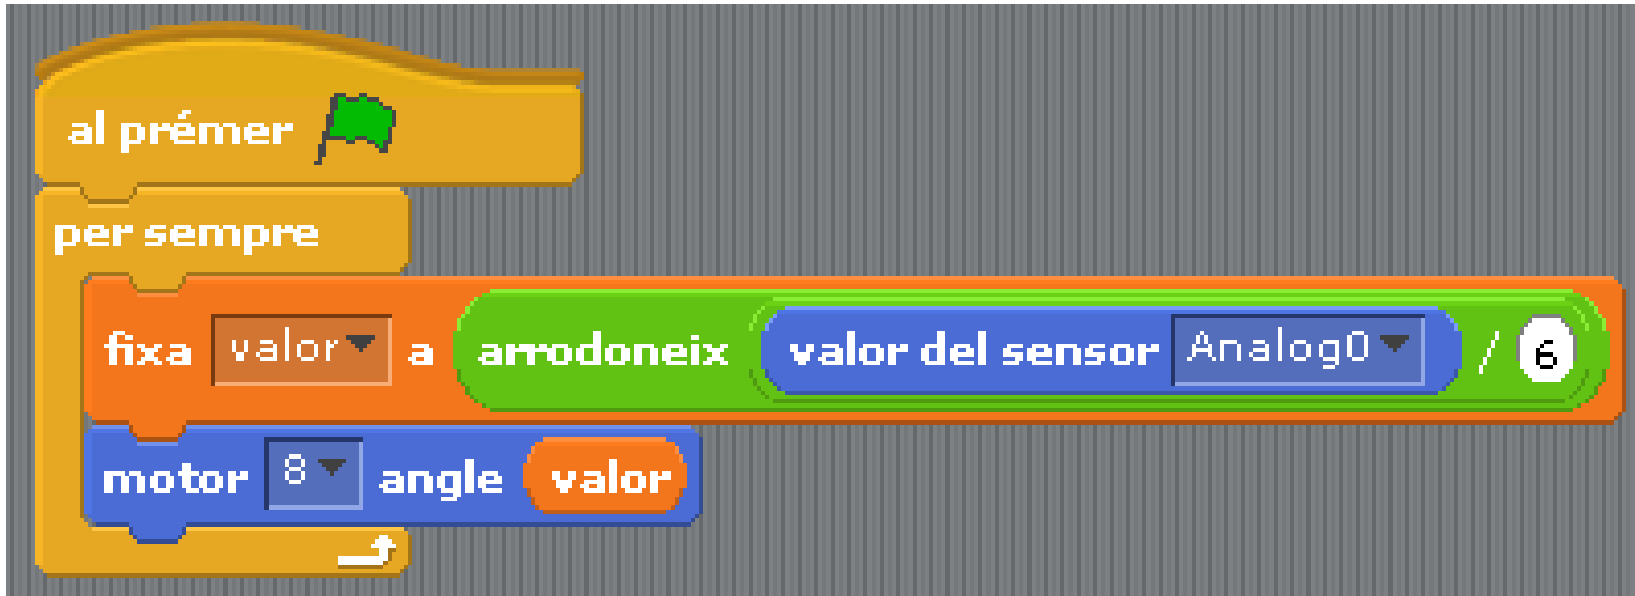 al prémer
per sempre
fixa valor a arrodoneix valor del sensor Analog0 / 6
motor 8 angle valor